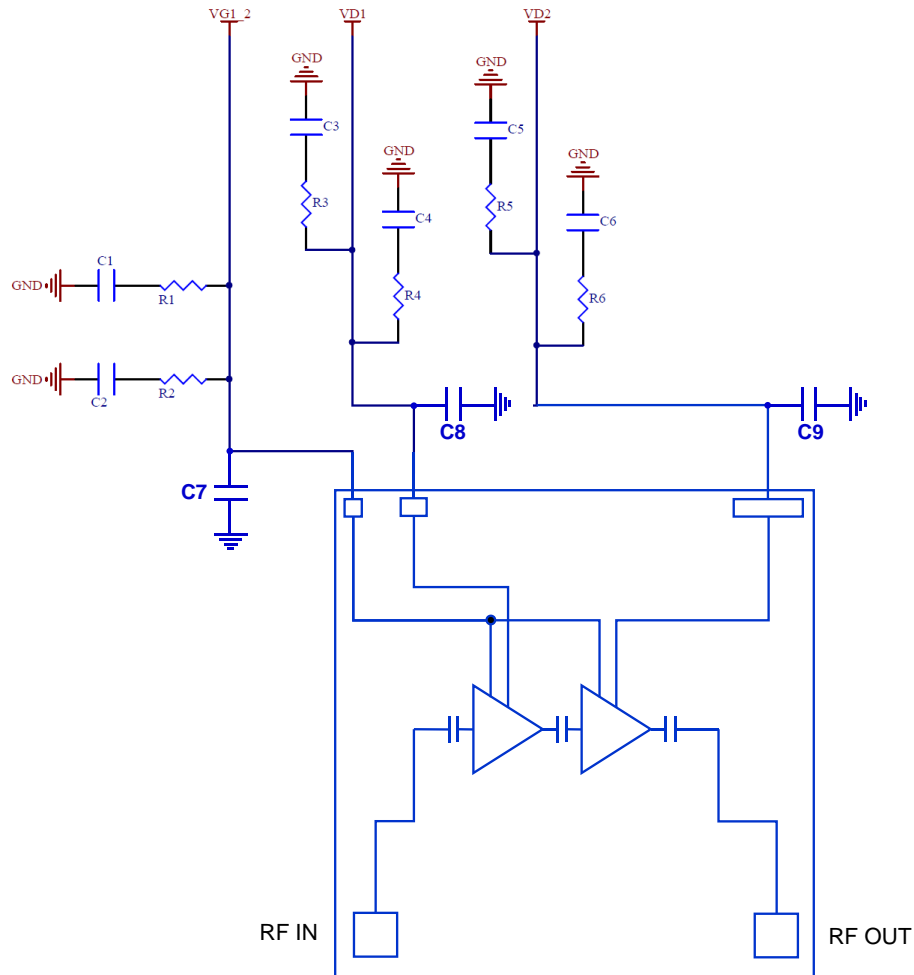 VG1_2
VD1
VD2
GND
GND
C3
C5
GND
GND
R3
R5
C4
C6
C1
GND
R1
R4
R6
GND
C2
R2
C8
C9
C7
RF IN
RF OUT